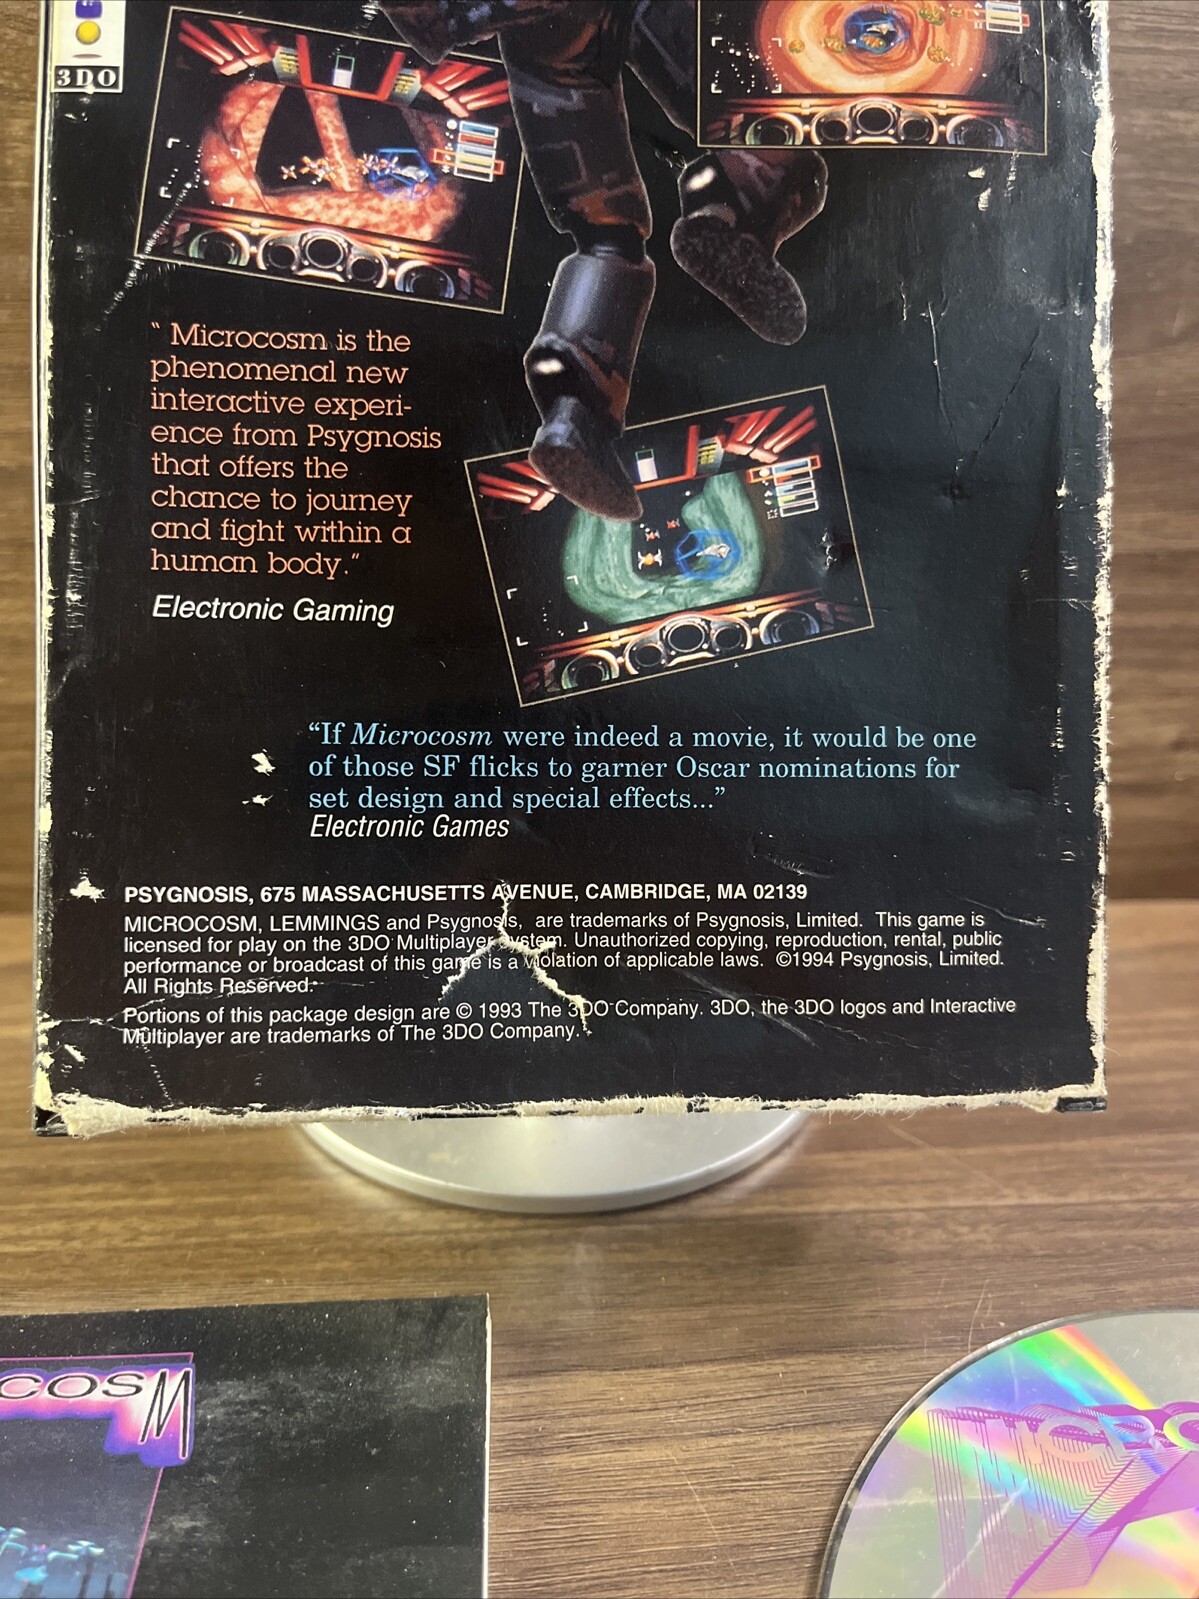 3DO
" Microcosm is the
phenomenal new
interactive experi-
ence from Psygnosis
that offers the
chance to journey
and fight within a
human body."
Electronic Gaming
"If Microcosm were indeed a movie, it would be one
of those SF flicks to garner Oscar nominations for
set design and special effects..."
Electronic Games
PSYGNOSIS, 675 MASSACHUSETTS AVENUE, CAMBRIDGE, MA 02139
MICROCOSM, LEMMINGS and Psygnosis, are trademarks of Psygnosis, Limited. This game is
licensed for play on the 3DO Multiplayer System. Unauthorized copying, reproduction, rental, public
performance or broadcast of this game is a violation of applicable laws. ©1994 Psygnosis, Limited.
All Rights Reserved.
Portions of this package design are © 1993 The 3DO Company. 3DO, the 3DO logos and Interactive
Multiplayer are trademarks of The 3DO Company.
COSM
MICROC